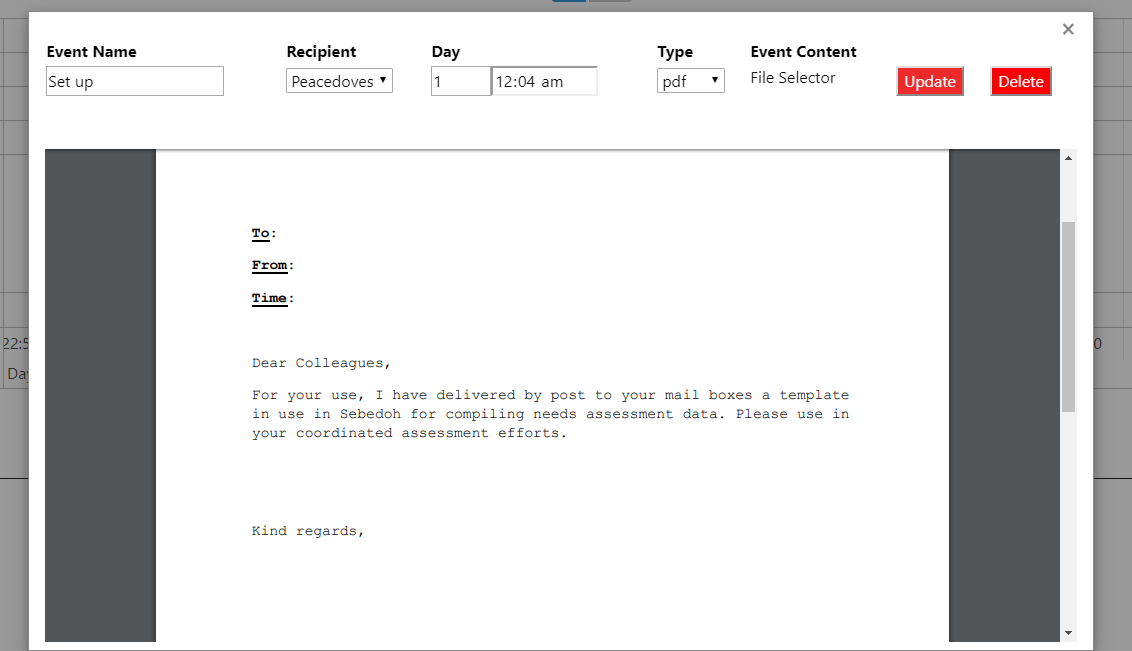 ×
Event Name Recipient Day Type Event Content
Set up Peacedoves 1 12:04 am pdf File Selector Update Delete
To:
From:
Time:
Dear Colleagues,
For your use, I have delivered by post to your mail boxes a template
in use in Sebedoh for compiling needs assessment data. Please use in
your coordinated assessment efforts.
Kind regards,
22:5
0
Da